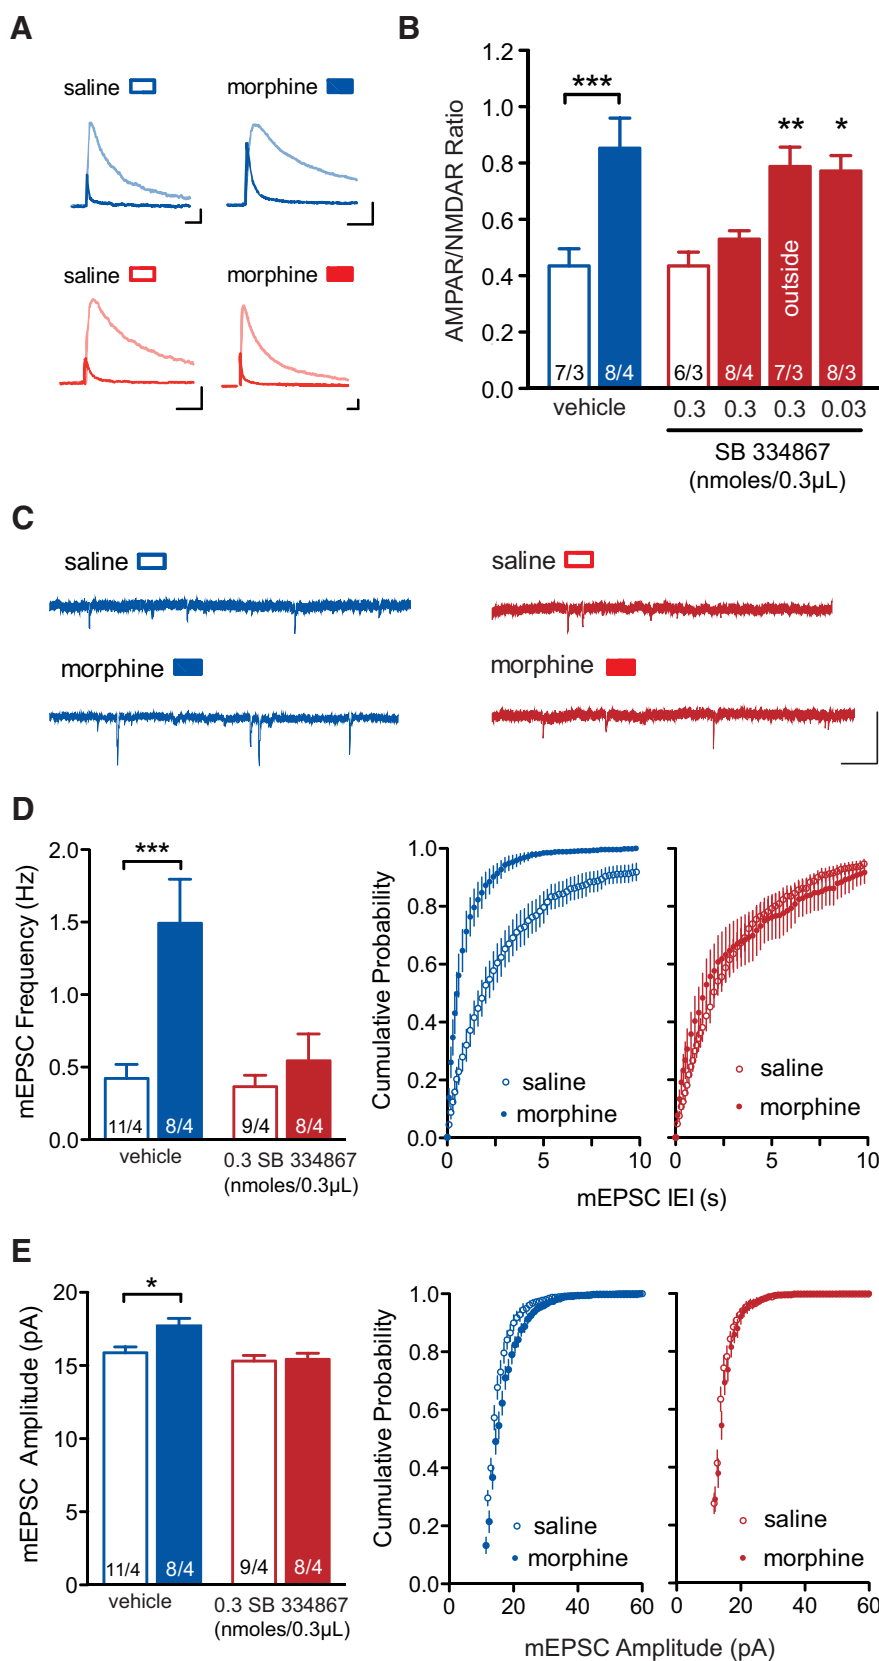 A
saline
morphine
saline
morphine
B
AMPAR/NMDAR Ratio
1.2
1.0
0.8
0.6
0.4
0.2
0.0
***
**
*
outside
7/3
8/4
6/3
8/4
7/3
8/3
vehicle
0.3
0.3
0.3
0.03
SB 334867
(nmoles/0.3µL)
C
saline
saline
morphine
morphine
D
mEPSC Frequency (Hz)
2.0
1.5
1.0
0.5
0.0
***
11/4
8/4
9/4
8/4
vehicle
0.3 SB 334867
(nmoles/0.3µL)
Cumulative Probability
1.0
0.8
0.6
0.4
0.2
0.0
saline
morphine
saline
morphine
0
5
10
0
5
10
mEPSC IEI (s)
E
mEPSC Amplitude (pA)
20
15
10
5
0
*
11/4
8/4
9/4
8/4
vehicle
0.3 SB 334867
(nmoles/0.3µL)
Cumulative Probability
1.0
0.8
0.6
0.4
0.2
0.0
saline
morphine
saline
morphine
0
20
40
60
0
20
40
60
mEPSC Amplitude (pA)